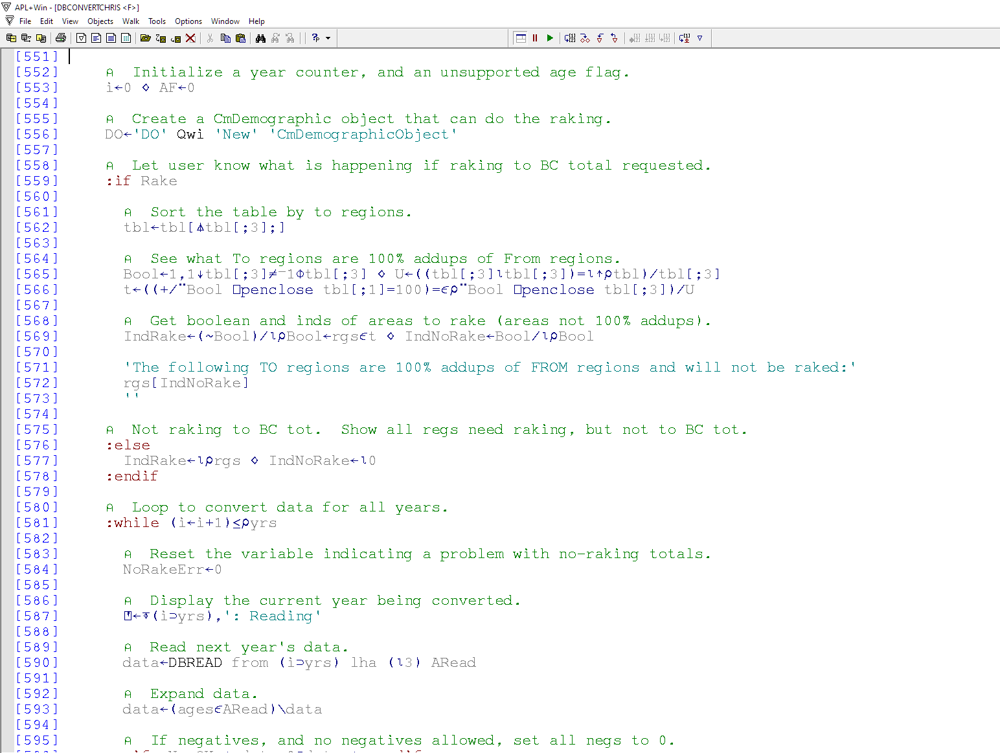 APL+Win - [DBCONVERTCHRIS <F>]
File Edit View Objects Walk Tools Options Window Help
[551]
[552] ⍝ Initialize a year counter, and an unsupported age flag.
[553] i←0 ⋄ AF←0
[554]
[555] ⍝ Create a CmDemographic object that can do the raking.
[556] DO←'DO' Qwi 'New' 'CmDemographicObject'
[557]
[558] ⍝ Let user know what is happening if raking to BC total requested.
[559] :if Rake
[560]
[561] ⍝ Sort the table by to regions.
[562] tbl←tbl[⍋tbl[;3];]
[563]
[564] ⍝ See what To regions are 100% addups of From regions.
[565] Bool←1,1↓tbl[;3]≠¯1⌽tbl[;3] ⋄ U←((tbl[;3]⍳tbl[;3])=⍳↑⍴tbl)/tbl[;3]
[566] t←((+/¨Bool ⎕penclose tbl[;1]=100)=∊⍴¨Bool ⎕penclose tbl[;3])/U
[567]
[568] ⍝ Get boolean and inds of areas to rake (areas not 100% addups).
[569] IndRake←(~Bool)/⍳⍴Bool←rgs∊t ⋄ IndNoRake←Bool/⍳⍴Bool
[570]
[571] 'The following TO regions are 100% addups of FROM regions and will not be raked:'
[572] rgs[IndNoRake]
[573] ''
[574]
[575] ⍝ Not raking to BC tot. Show all regs need raking, but not to BC tot.
[576] :else
[577] IndRake←⍳⍴rgs ⋄ IndNoRake←⍳0
[578] :endif
[579]
[580] ⍝ Loop to convert data for all years.
[581] :while (i←i+1)≤⍴yrs
[582]
[583] ⍝ Reset the variable indicating a problem with no-raking totals.
[584] NoRakeErr←0
[585]
[586] ⍝ Display the current year being converted.
[587] ⍞←⍕(i⊃yrs),': Reading'
[588]
[589] ⍝ Read next year's data.
[590] data←DBREAD from (i⊃yrs) lha (⍳3) ARead
[591]
[592] ⍝ Expand data.
[593] data←(ages∊ARead)\data
[594]
[595] ⍝ If negatives, and no negatives allowed, set all negs to 0.